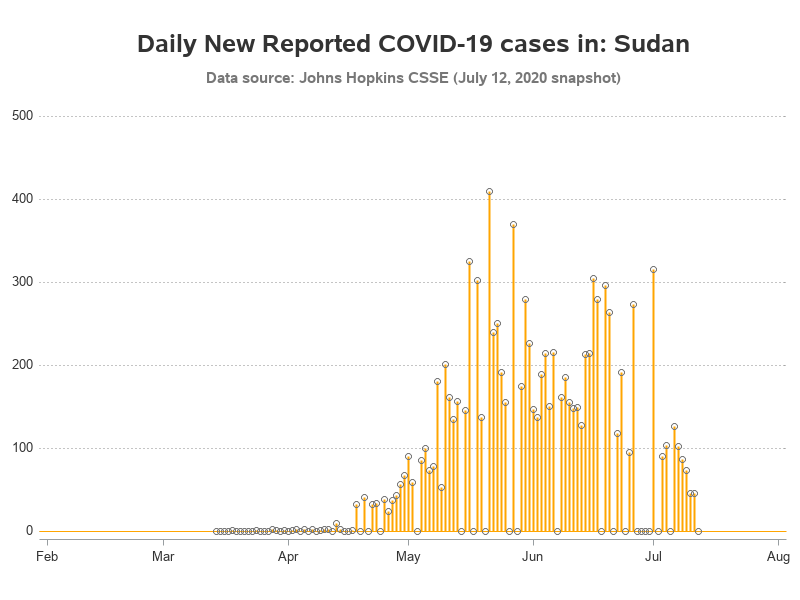 Daily New Reported COVID-19 cases in: Sudan
Data source: Johns Hopkins CSSE (July 12, 2020 snapshot)
500
400
300
200
100
0
Feb Mar Apr May Jun Jul Aug